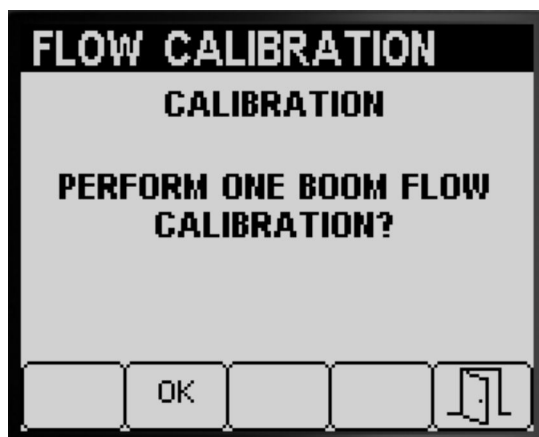 FLOW CALIBRATION
CALIBRATION
PERFORM ONE BOOM FLOW
CALIBRATION?
OK